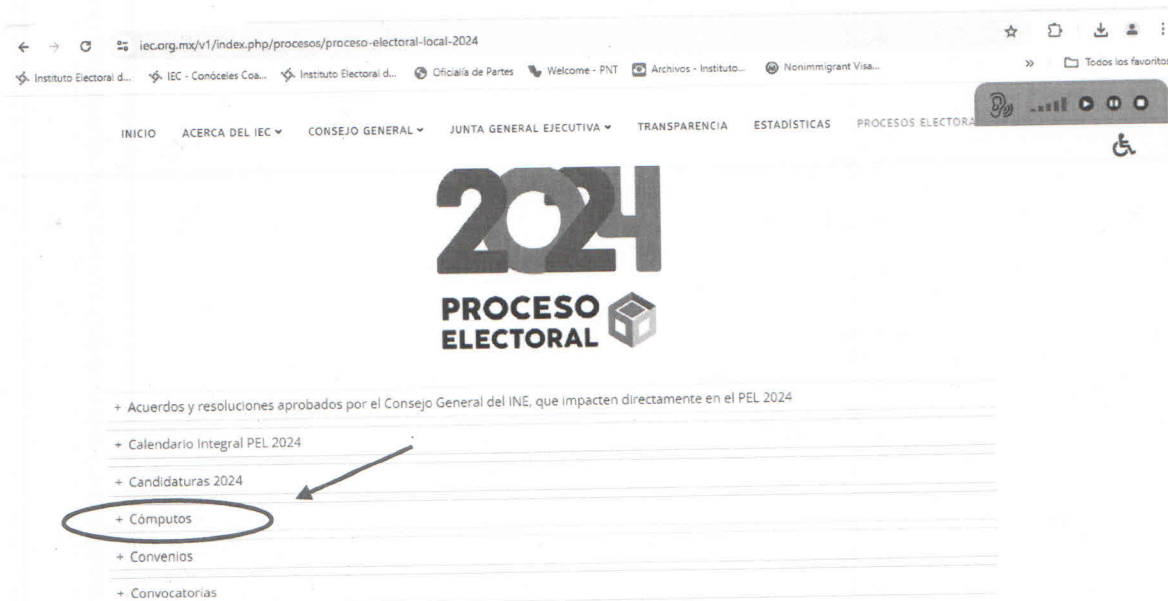 iec.org.mx/v1/index.php/procesos/proceso-electoral-local-2024
Instituto Electoral d... IEC - Conóceles Coa... Instituto Electoral d... Oficialía de Partes Welcome - PNT Archivos - Instituto... Nonimmigrant Visa... » Todos los favoritos
INICIO ACERCA DEL IEC CONSEJO GENERAL JUNTA GENERAL EJECUTIVA TRANSPARENCIA ESTADÍSTICAS PROCESOS ELECTORA
2024
PROCESO
ELECTORAL
+ Acuerdos y resoluciones aprobados por el Consejo General del INE, que impacten directamente en el PEL 2024
+ Calendario Integral PEL 2024
+ Candidaturas 2024
+ Cómputos
+ Convenios
+ Convocatorias